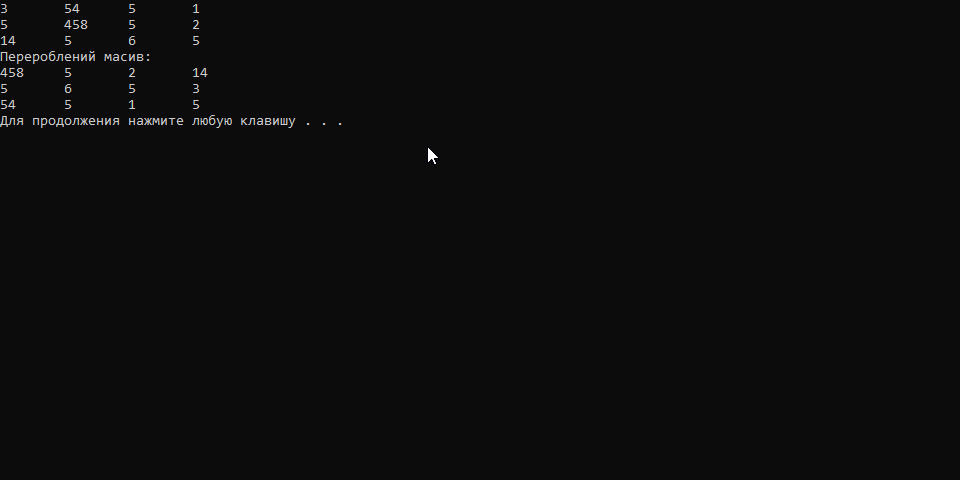 3 54 5 1
5 458 5 2
14 5 6 5
Перероблений масив:
458 5 2 14
5 6 5 3
54 5 1 5
Для продолжения нажмите любую клавишу . . .